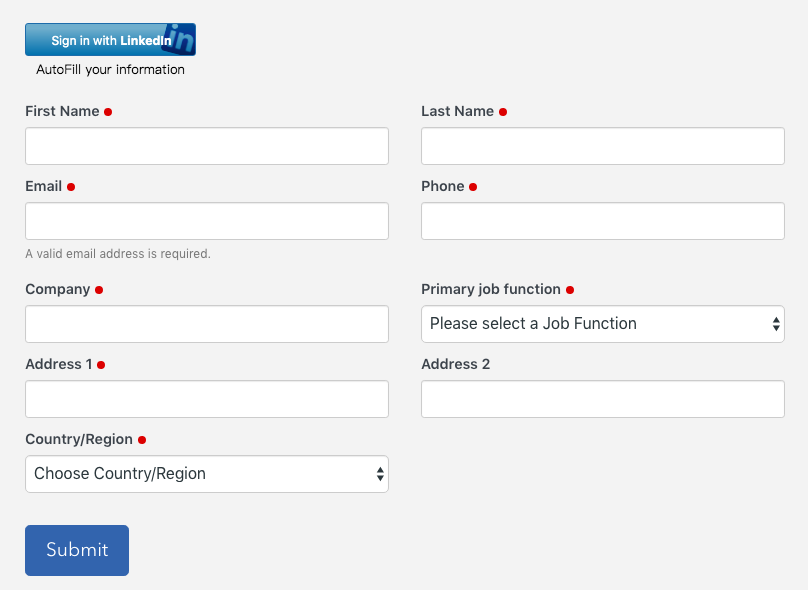 Sign in with LinkedIn
AutoFill your information
First Name
Last Name
Email
Phone
A valid email address is required.
Company
Primary job function
Please select a Job Function
Address 1
Address 2
Country/Region
Choose Country/Region
Submit